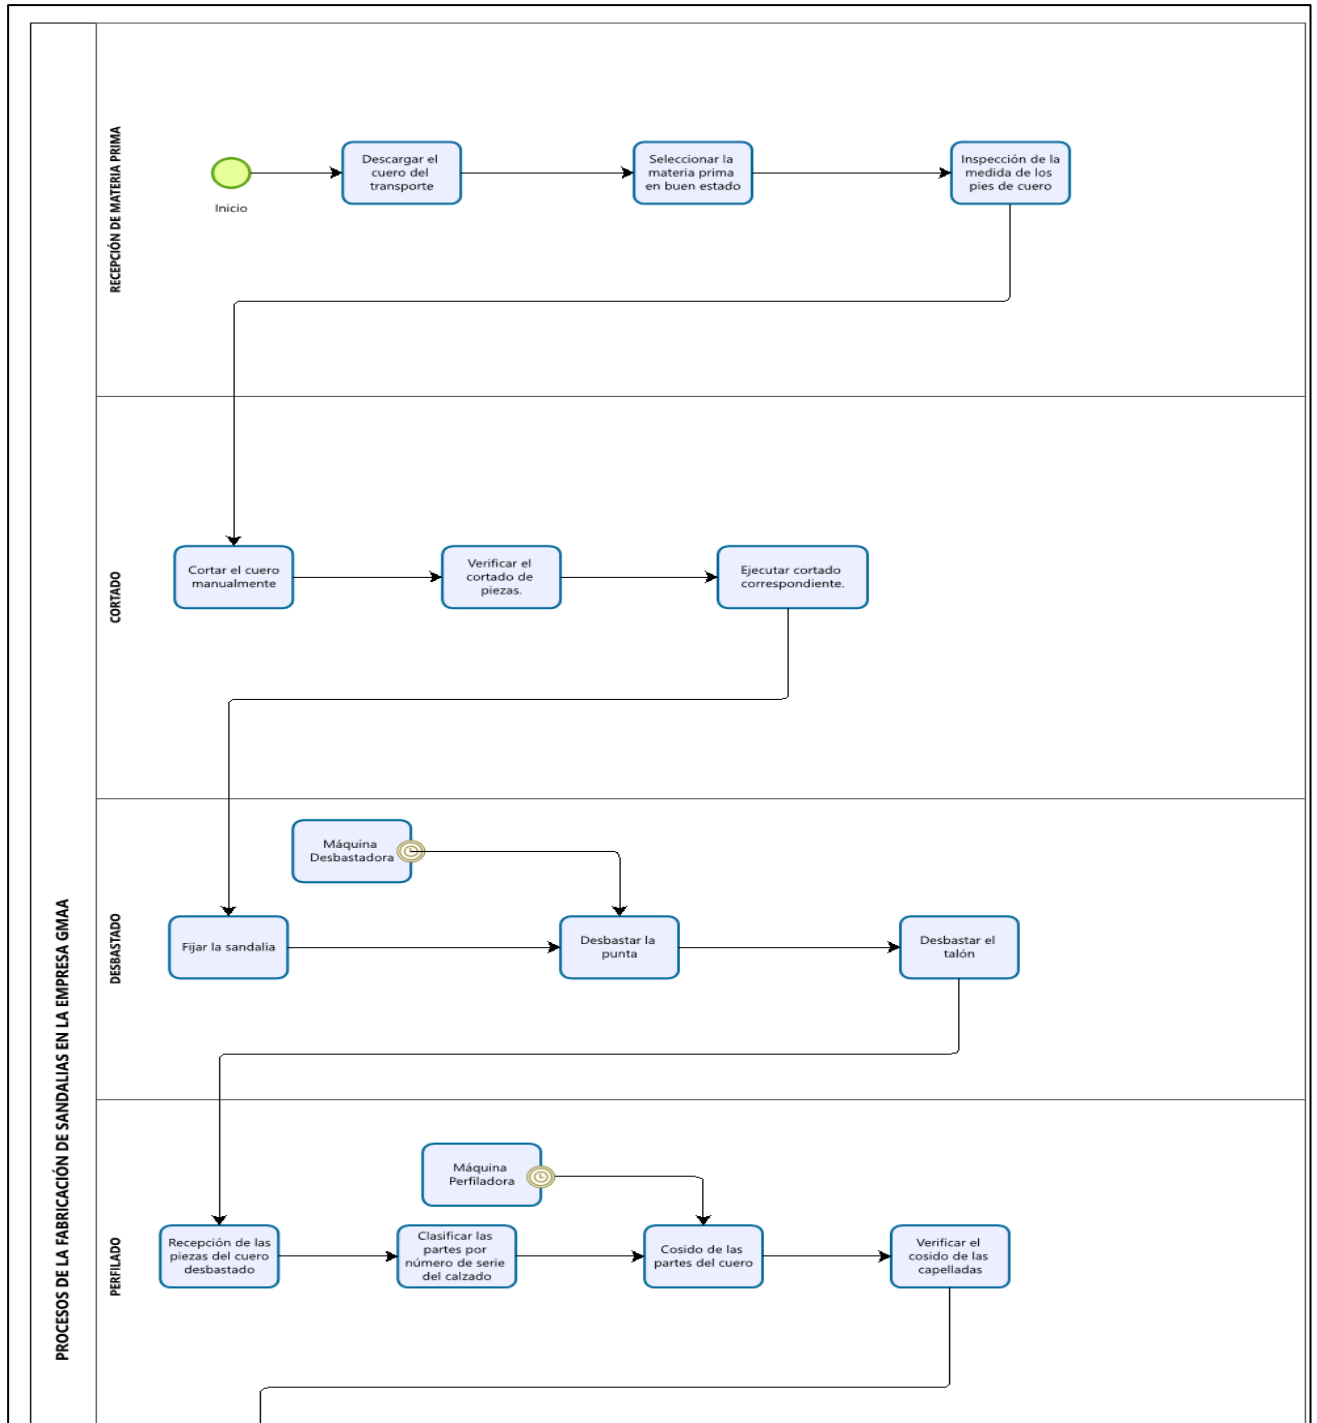 PROCESOS DE LA FABRICACIÓN DE SANDALIAS EN LA EMPRESA GMAA
RECEPCIÓN DE MATERIA PRIMA
Inicio
Descargar el
cuero del
transporte
Seleccionar la
materia prima
en buen estado
Inspección de la
medida de los
pies de cuero
CORTADO
Cortar el cuero
manualmente
Verificar el
cortado de
piezas.
Ejecutar cortado
correspondiente.
DESBASTADO
Máquina
Desbastadora
Fijar la sandalia
Desbastar la
punta
Desbastar el
talón
PERFILADO
Máquina
Perfiladora
Recepción de las
piezas del cuero
desbastado
Clasificar las
partes por
número de serie
del calzado
Cosido de las
partes del cuero
Verificar el
cosido de las
capelladas